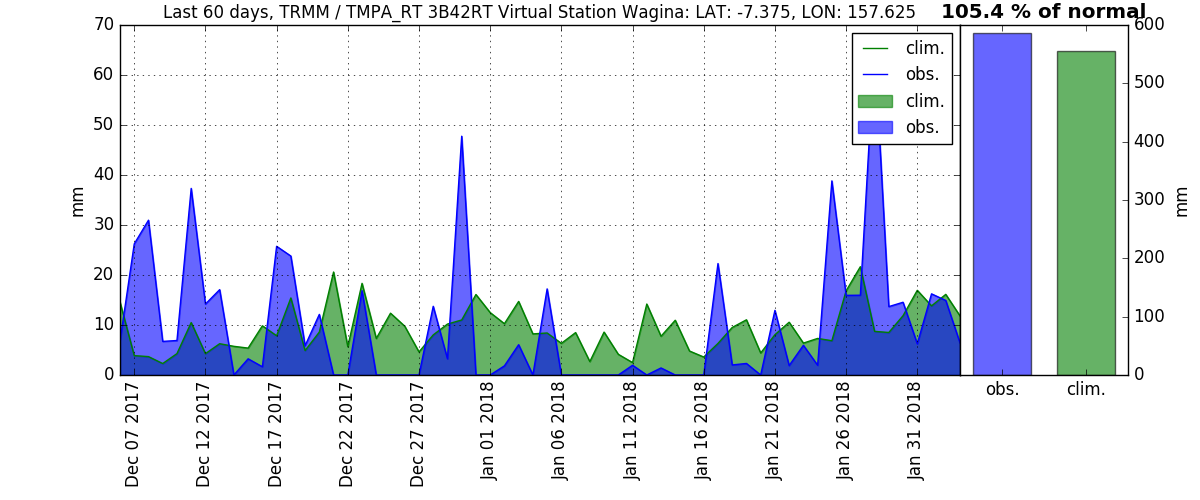 Last 60 days, TRMM / TMPA_RT 3B42RT Virtual Station Wagina: LAT: -7.375, LON: 157.625
105.4 % of normal
70
60
50
40
30
20
10
0
mm
clim.
obs.
clim.
obs.
600
500
400
300
200
100
0
mm
Dec 07 2017
Dec 12 2017
Dec 17 2017
Dec 22 2017
Dec 27 2017
Jan 01 2018
Jan 06 2018
Jan 11 2018
Jan 16 2018
Jan 21 2018
Jan 26 2018
Jan 31 2018
obs.
clim.